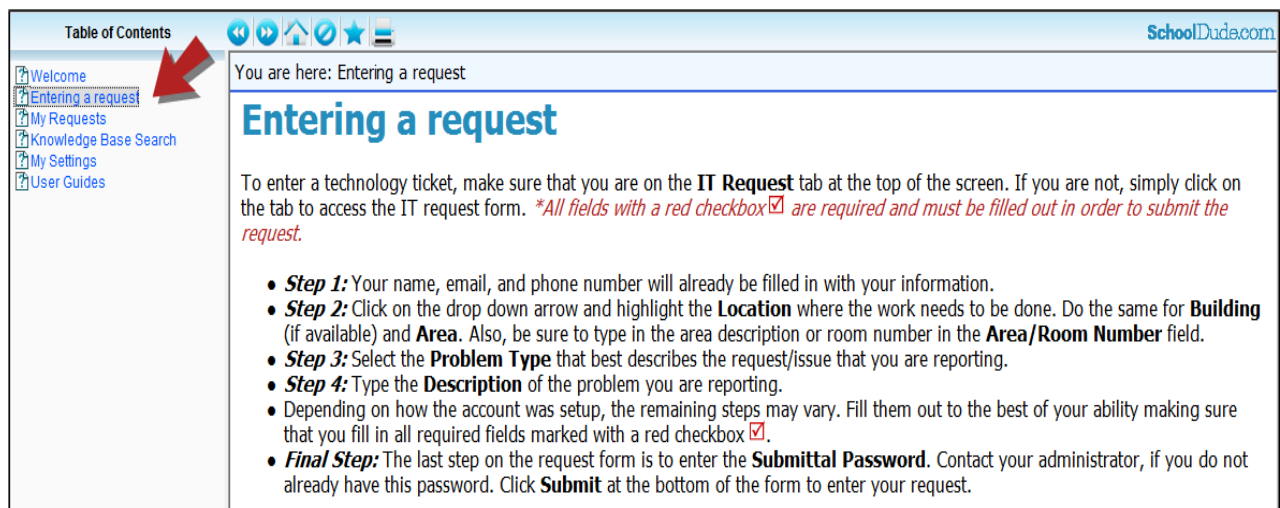 Table of Contents
SchoolDude.com
Welcome
Entering a request
My Requests
Knowledge Base Search
My Settings
User Guides
You are here: Entering a request
Entering a request
To enter a technology ticket, make sure that you are on the IT Request tab at the top of the screen. If you are not, simply click on
the tab to access the IT request form. *All fields with a red checkbox are required and must be filled out in order to submit the
request.
• Step 1: Your name, email, and phone number will already be filled in with your information.
• Step 2: Click on the drop down arrow and highlight the Location where the work needs to be done. Do the same for Building
(if available) and Area. Also, be sure to type in the area description or room number in the Area/Room Number field.
• Step 3: Select the Problem Type that best describes the request/issue that you are reporting.
• Step 4: Type the Description of the problem you are reporting.
• Depending on how the account was setup, the remaining steps may vary. Fill them out to the best of your ability making sure
that you fill in all required fields marked with a red checkbox .
• Final Step: The last step on the request form is to enter the Submittal Password. Contact your administrator, if you do not
already have this password. Click Submit at the bottom of the form to enter your request.